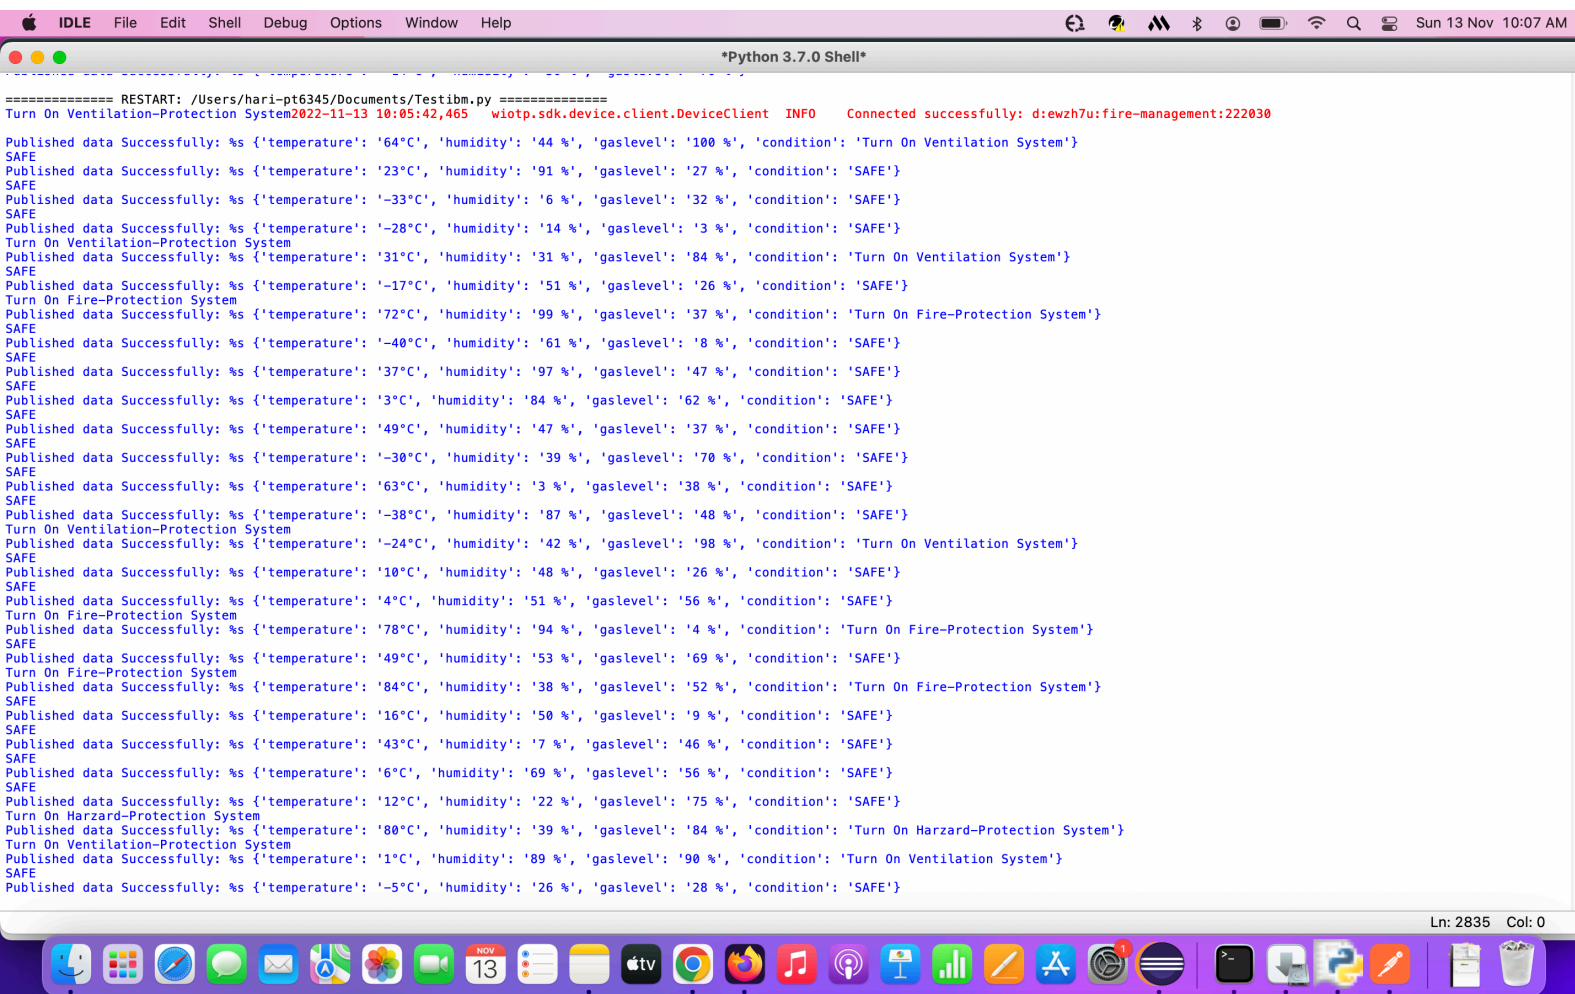 IDLE File Edit Shell Debug Options Window Help Sun 13 Nov 10:07 AM
*Python 3.7.0 Shell*
============== RESTART: /Users/hari-pt6345/Documents/Testibm.py ==============
Turn On Ventilation-Protection System2022-11-13 10:05:42,465 wiotp.sdk.device.client.DeviceClient INFO Connected successfully: d:ewzh7u:fire-management:222030
Published data Successfully: %s {'temperature': '64°C', 'humidity': '44 %', 'gaslevel': '100 %', 'condition': 'Turn On Ventilation System'}
SAFE
Published data Successfully: %s {'temperature': '23°C', 'humidity': '91 %', 'gaslevel': '27 %', 'condition': 'SAFE'}
SAFE
Published data Successfully: %s {'temperature': '-33°C', 'humidity': '6 %', 'gaslevel': '32 %', 'condition': 'SAFE'}
SAFE
Published data Successfully: %s {'temperature': '-28°C', 'humidity': '14 %', 'gaslevel': '3 %', 'condition': 'SAFE'}
Turn On Ventilation-Protection System
Published data Successfully: %s {'temperature': '31°C', 'humidity': '31 %', 'gaslevel': '84 %', 'condition': 'Turn On Ventilation System'}
SAFE
Published data Successfully: %s {'temperature': '-17°C', 'humidity': '51 %', 'gaslevel': '26 %', 'condition': 'SAFE'}
Turn On Fire-Protection System
Published data Successfully: %s {'temperature': '72°C', 'humidity': '99 %', 'gaslevel': '37 %', 'condition': 'Turn On Fire-Protection System'}
SAFE
Published data Successfully: %s {'temperature': '-40°C', 'humidity': '61 %', 'gaslevel': '8 %', 'condition': 'SAFE'}
SAFE
Published data Successfully: %s {'temperature': '37°C', 'humidity': '97 %', 'gaslevel': '47 %', 'condition': 'SAFE'}
SAFE
Published data Successfully: %s {'temperature': '3°C', 'humidity': '84 %', 'gaslevel': '62 %', 'condition': 'SAFE'}
SAFE
Published data Successfully: %s {'temperature': '49°C', 'humidity': '47 %', 'gaslevel': '37 %', 'condition': 'SAFE'}
SAFE
Published data Successfully: %s {'temperature': '-30°C', 'humidity': '39 %', 'gaslevel': '70 %', 'condition': 'SAFE'}
SAFE
Published data Successfully: %s {'temperature': '63°C', 'humidity': '3 %', 'gaslevel': '38 %', 'condition': 'SAFE'}
SAFE
Published data Successfully: %s {'temperature': '-38°C', 'humidity': '87 %', 'gaslevel': '48 %', 'condition': 'SAFE'}
Turn On Ventilation-Protection System
Published data Successfully: %s {'temperature': '-24°C', 'humidity': '42 %', 'gaslevel': '98 %', 'condition': 'Turn On Ventilation System'}
SAFE
Published data Successfully: %s {'temperature': '10°C', 'humidity': '48 %', 'gaslevel': '26 %', 'condition': 'SAFE'}
SAFE
Published data Successfully: %s {'temperature': '4°C', 'humidity': '51 %', 'gaslevel': '56 %', 'condition': 'SAFE'}
Turn On Fire-Protection System
Published data Successfully: %s {'temperature': '78°C', 'humidity': '94 %', 'gaslevel': '4 %', 'condition': 'Turn On Fire-Protection System'}
SAFE
Published data Successfully: %s {'temperature': '49°C', 'humidity': '53 %', 'gaslevel': '69 %', 'condition': 'SAFE'}
Turn On Fire-Protection System
Published data Successfully: %s {'temperature': '84°C', 'humidity': '38 %', 'gaslevel': '52 %', 'condition': 'Turn On Fire-Protection System'}
SAFE
Published data Successfully: %s {'temperature': '16°C', 'humidity': '50 %', 'gaslevel': '9 %', 'condition': 'SAFE'}
SAFE
Published data Successfully: %s {'temperature': '43°C', 'humidity': '7 %', 'gaslevel': '46 %', 'condition': 'SAFE'}
SAFE
Published data Successfully: %s {'temperature': '6°C', 'humidity': '69 %', 'gaslevel': '56 %', 'condition': 'SAFE'}
SAFE
Published data Successfully: %s {'temperature': '12°C', 'humidity': '22 %', 'gaslevel': '75 %', 'condition': 'SAFE'}
Turn On Harzard-Protection System
Published data Successfully: %s {'temperature': '80°C', 'humidity': '39 %', 'gaslevel': '84 %', 'condition': 'Turn On Harzard-Protection System'}
Turn On Ventilation-Protection System
Published data Successfully: %s {'temperature': '1°C', 'humidity': '89 %', 'gaslevel': '90 %', 'condition': 'Turn On Ventilation System'}
SAFE
Published data Successfully: %s {'temperature': '-5°C', 'humidity': '26 %', 'gaslevel': '28 %', 'condition': 'SAFE'}
Ln: 2835 Col: 0
NOV
13
tv
1